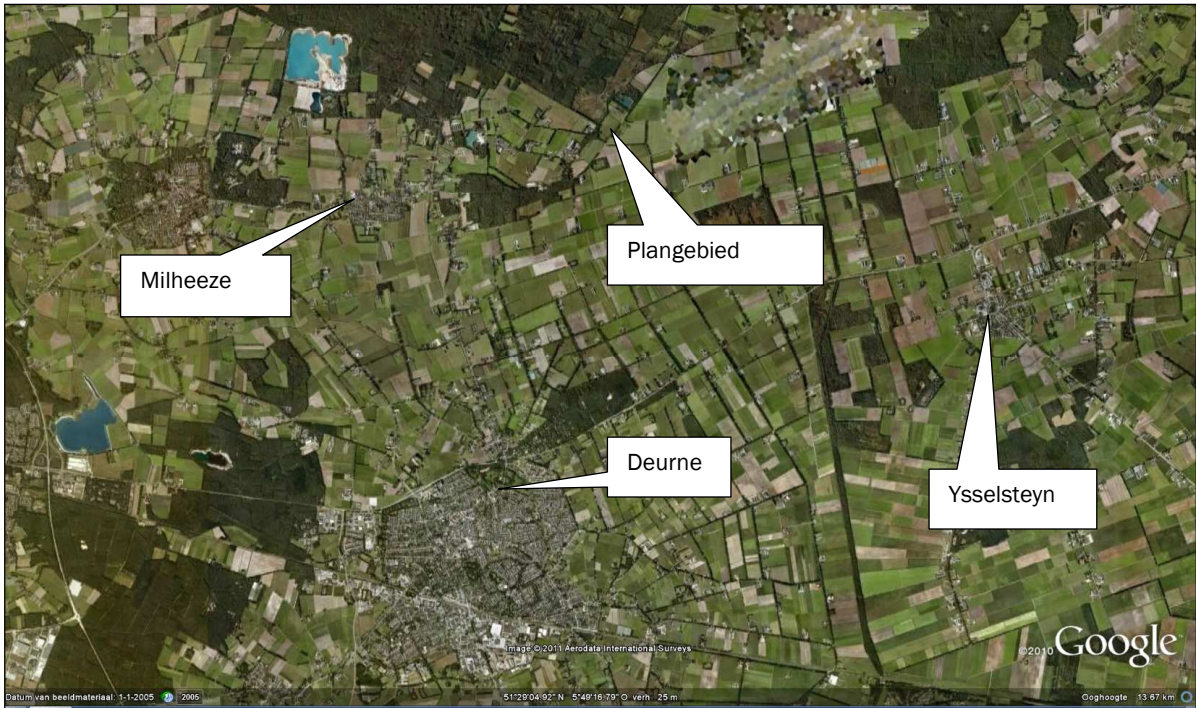 Milheeze
Plangebied
Deurne
Ysselsteyn
Image © 2011 Aerodata International Surveys
©2010 Google
Datum van beeldmateriaal: 1-1-2005 2005 51°29'04.92" N 5°49'16.79" O verh 25 m Ooghoogte 13.67 km